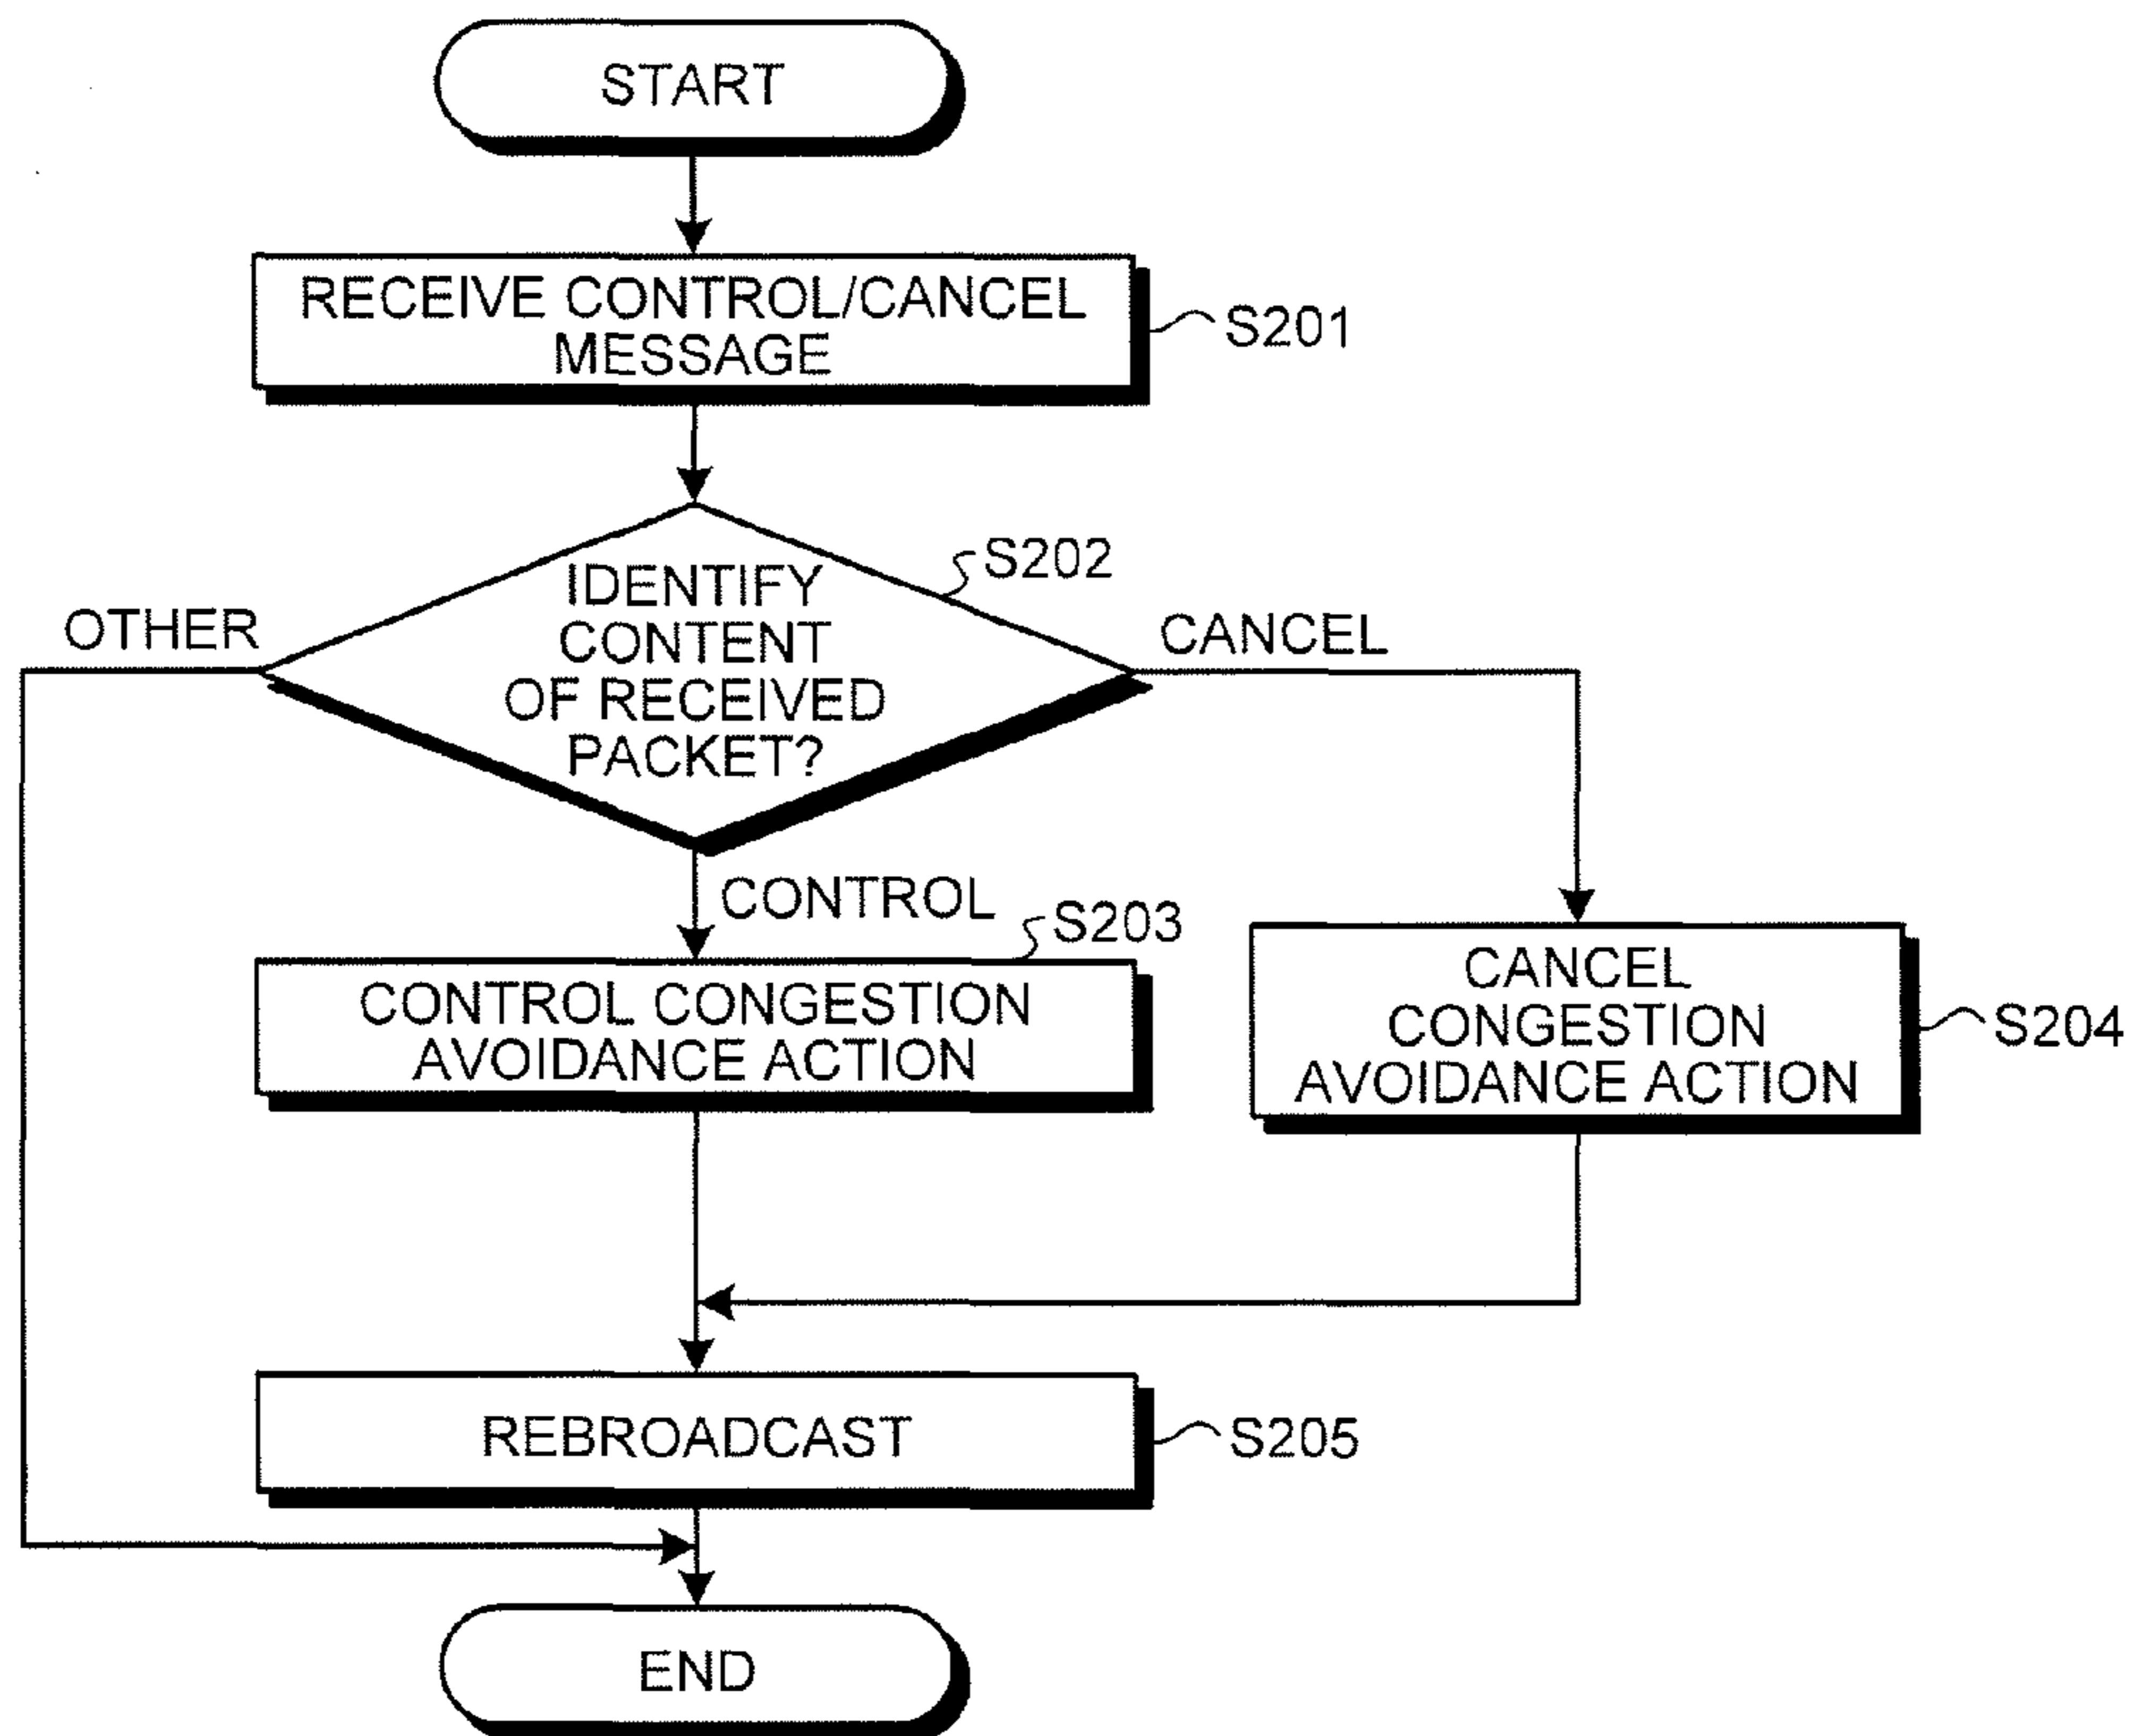 START
RECEIVE CONTROL/CANCEL
MESSAGE
S201
S202
IDENTIFY
CONTENT
OF RECEIVED
PACKET?
OTHER
CANCEL
CONTROL
S203
CONTROL CONGESTION
AVOIDANCE ACTION
CANCEL
CONGESTION
AVOIDANCE ACTION
S204
REBROADCAST
S205
END